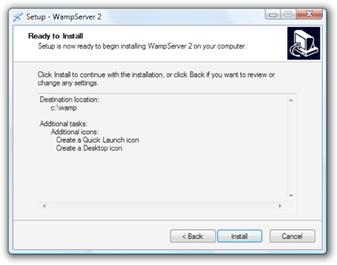 Setup - WampServer 2
Ready to Install
Setup is now ready to begin installing WampServer 2 on your computer.
Click Install to continue with the installation, or click Back if you want to review or
change any settings.
Destination location:
c:\wamp
Additional tasks:
Additional icons:
Create a Quick Launch icon
Create a Desktop icon
< Back
Install
Cancel